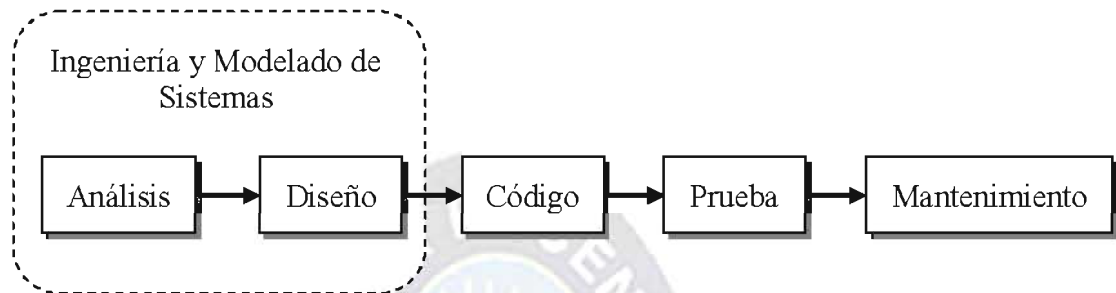 Ingeniería y Modelado de
Sistemas
Análisis
Diseño
Código
Prueba
Mantenimiento